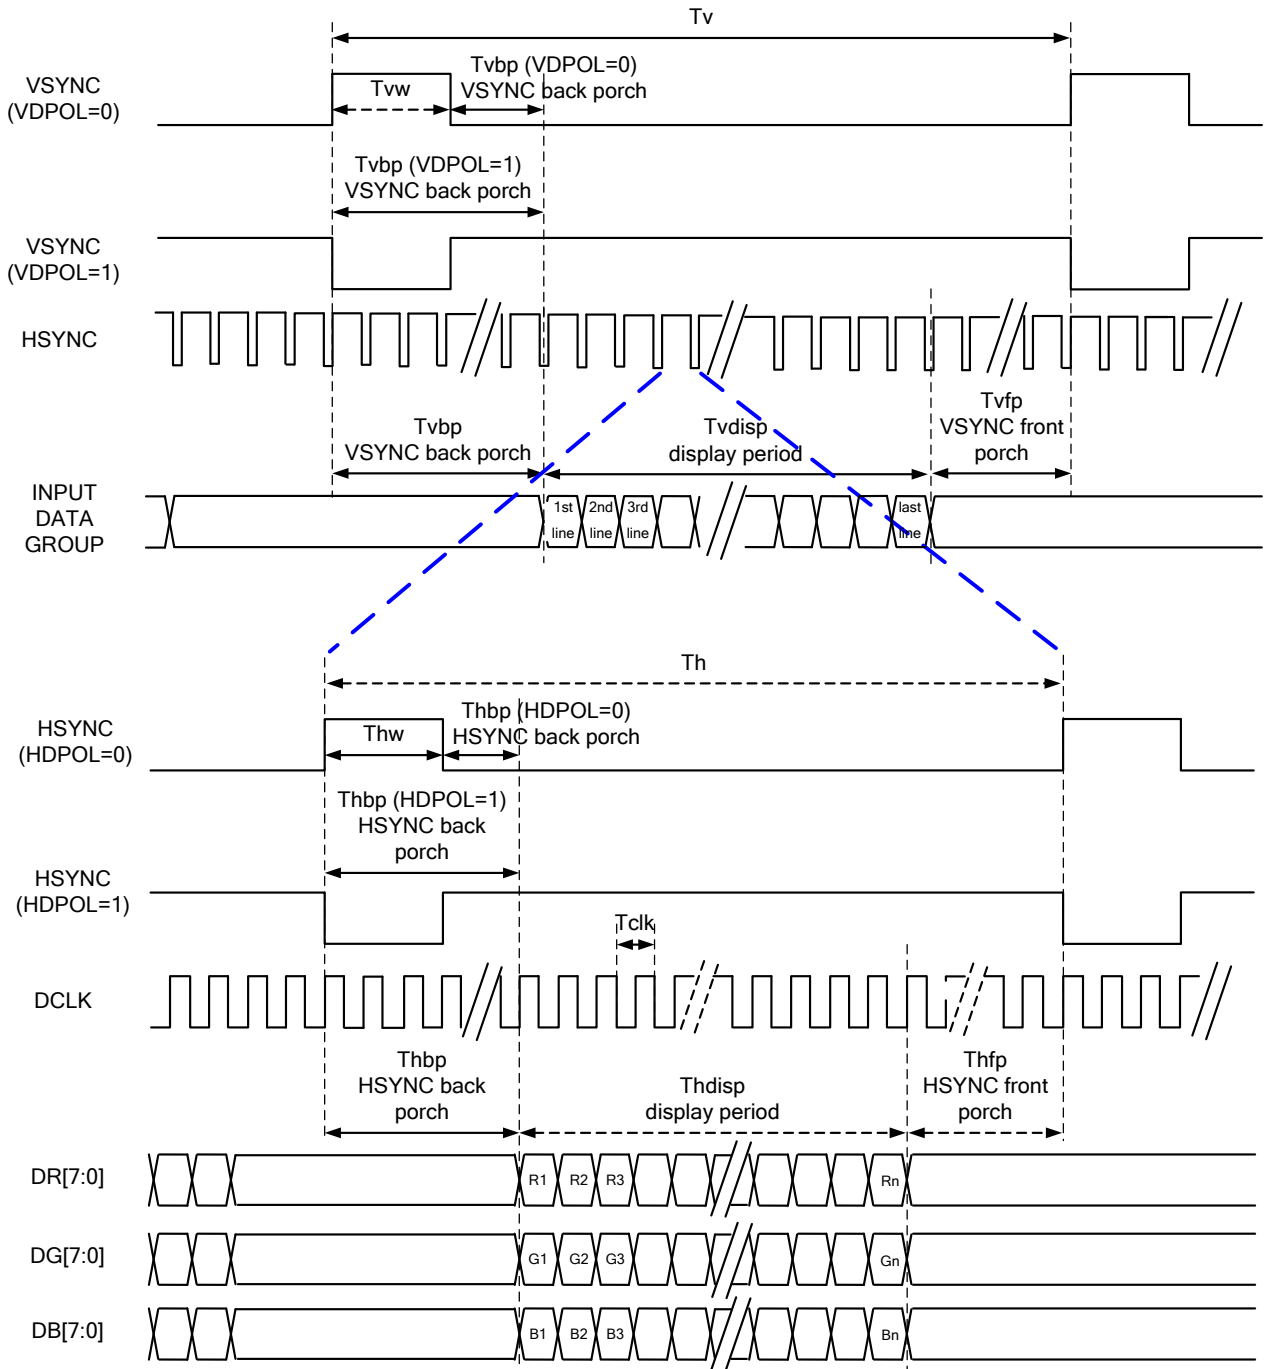 Tv
VSYNC
(VDPOL=0)
Tvw
Tvbp (VDPOL=0)
VSYNC back porch
Tvbp (VDPOL=1)
VSYNC back porch
VSYNC
(VDPOL=1)
HSYNC
Tvbp
VSYNC back porch
Tvdisp
display period
Tvfp
VSYNC front
porch
INPUT
DATA
GROUP
1st
line
2nd
line
3rd
line
last
line
Th
HSYNC
(HDPOL=0)
Thw
Thbp (HDPOL=0)
HSYNC back porch
Thbp (HDPOL=1)
HSYNC back
porch
HSYNC
(HDPOL=1)
Tclk
DCLK
Thbp
HSYNC back
porch
Thdisp
display period
Thfp
HSYNC front
porch
DR[7:0]
R1 R2 R3 Rn
DG[7:0]
G1 G2 G3 Gn
DB[7:0]
B1 B2 B3 Bn